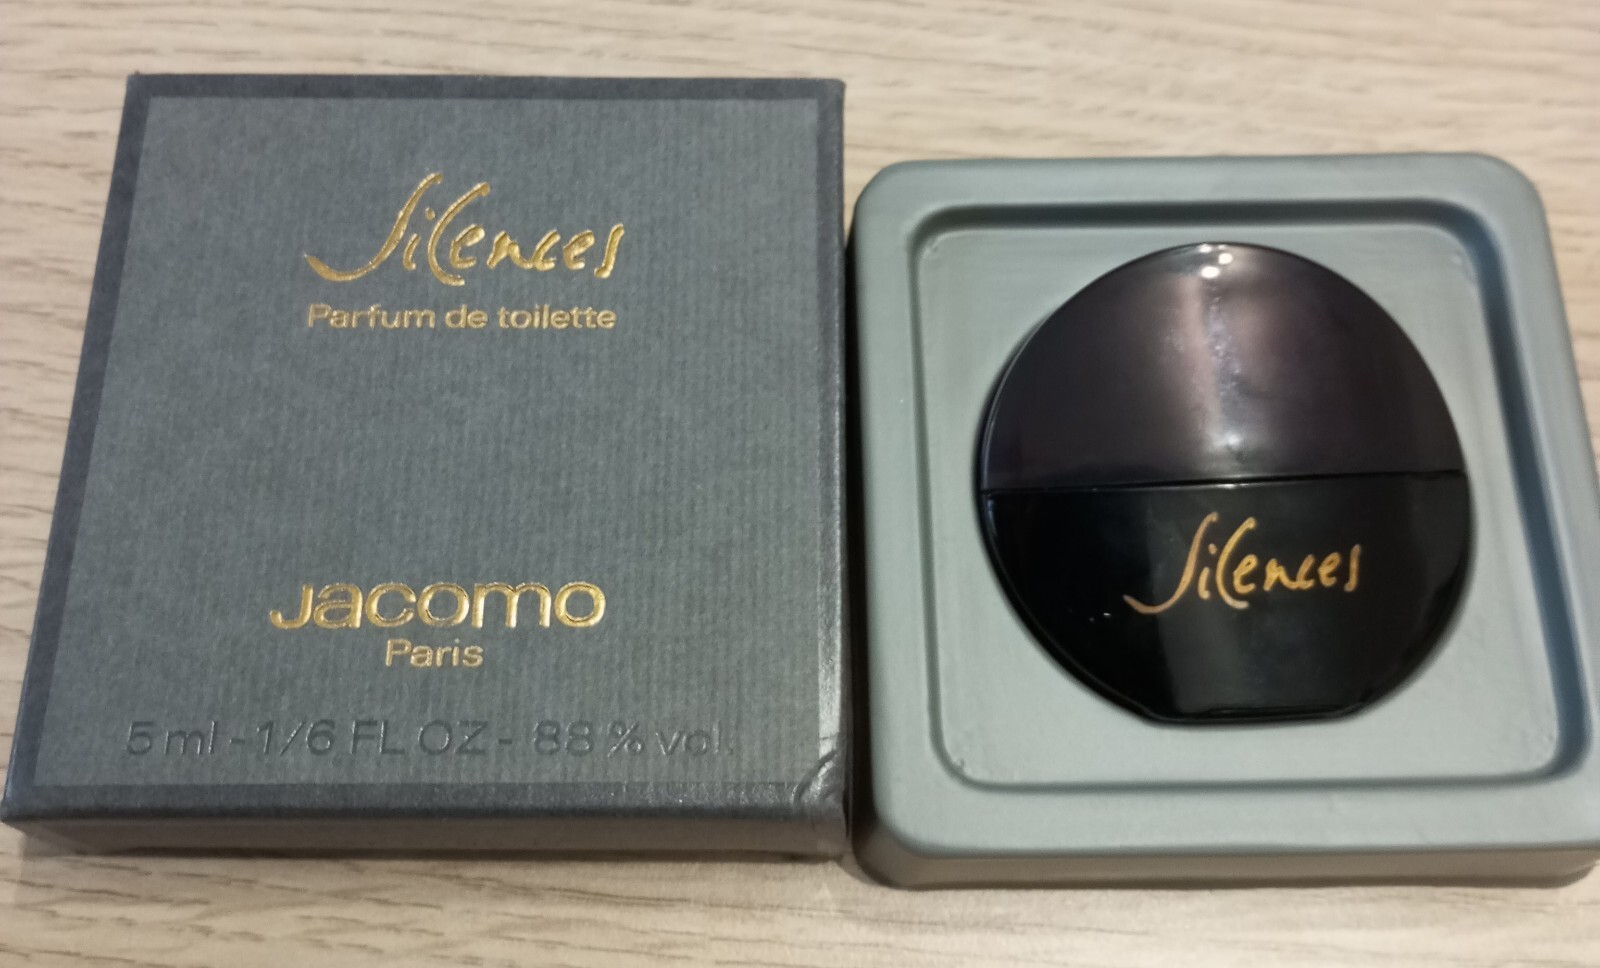 Silences
Parfum de toilette
Jacomo
Paris
5 ml - 1/6 FL OZ - 88 % vol.
Silences